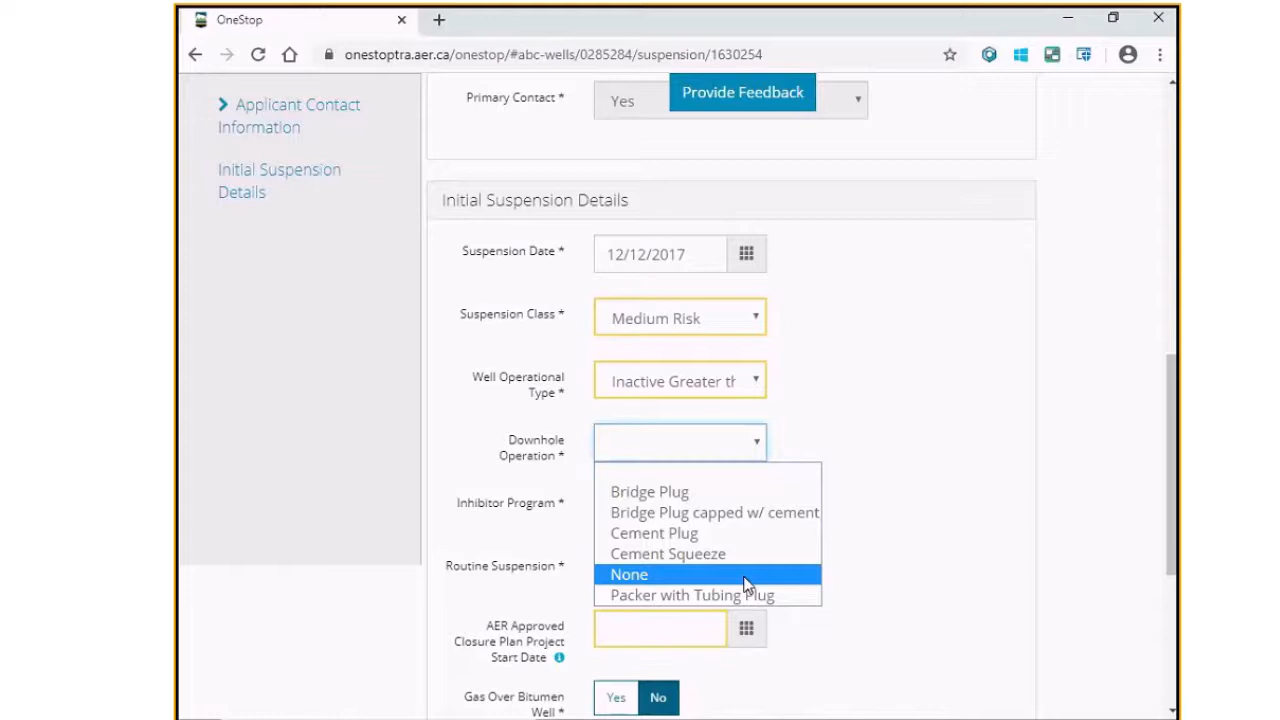 OneStop
onestoptra.aer.ca/onestop/#abc-wells/0285284/suspension/1630254
Applicant Contact
Information
Initial Suspension
Details
Primary Contact *
Yes
Provide Feedback
Initial Suspension Details
Suspension Date *
12/12/2017
Suspension Class *
Medium Risk
Well Operational
Type *
Inactive Greater th
Downhole
Operation *
Bridge Plug
Bridge Plug capped w/ cement
Cement Plug
Cement Squeeze
None
Packer with Tubing Plug
Inhibitor Program *
Routine Suspension *
AER Approved
Closure Plan Project
Start Date
Gas Over Bitumen
Well *
Yes
No